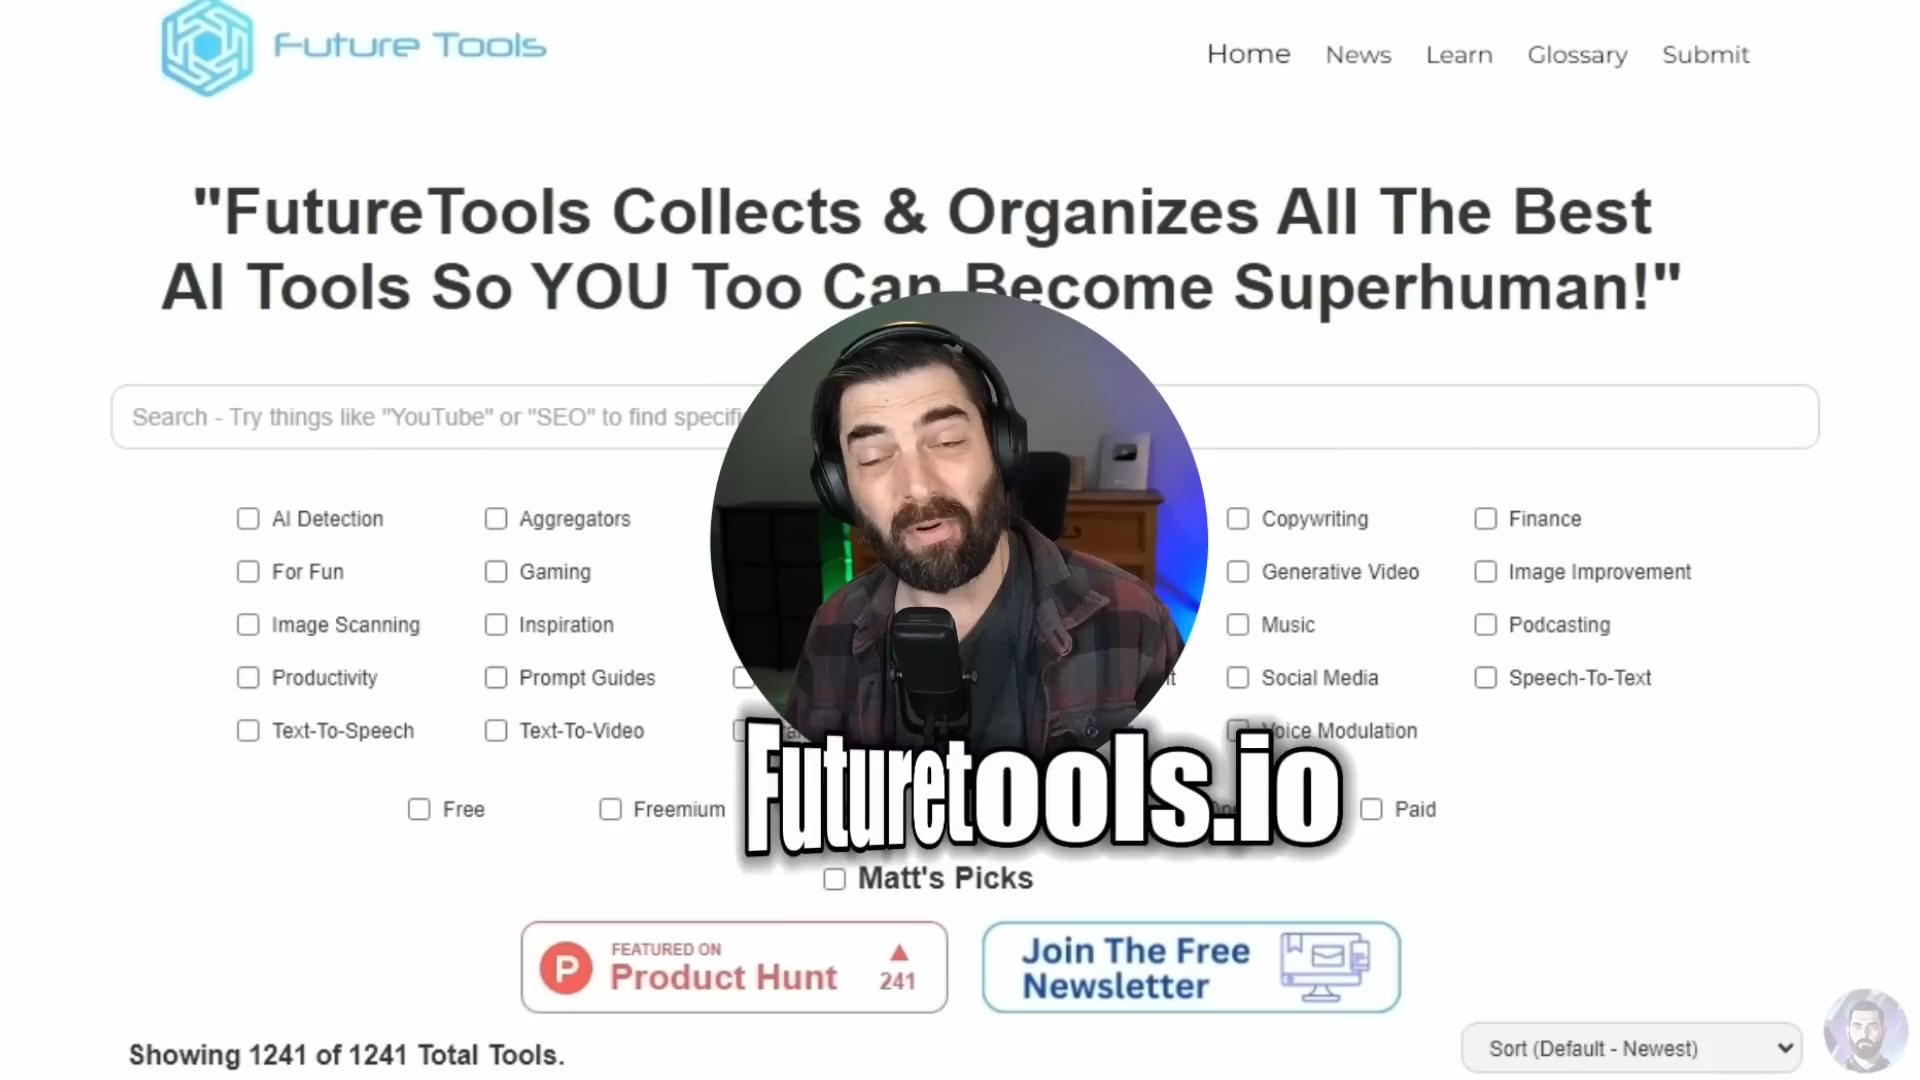 Future Tools
Home News Learn Glossary Submit
"FutureTools Collects & Organizes All The Best
AI Tools So YOU Too Can Become Superhuman!"
Search - Try things like "YouTube" or "SEO" to find
AI Detection Aggregators Copywriting Finance
For Fun Gaming Generative Video Image Improvement
Image Scanning Inspiration Music Podcasting
Productivity Prompt Guides Social Media Speech-To-Text
Text-To-Speech Text-To-Video Voice Modulation
Free Freemium Paid
Futuretools.io
Matt's Picks
FEATURED ON
Product Hunt
241
Join The Free
Newsletter
Showing 1241 of 1241 Total Tools.
Sort (Default - Newest)